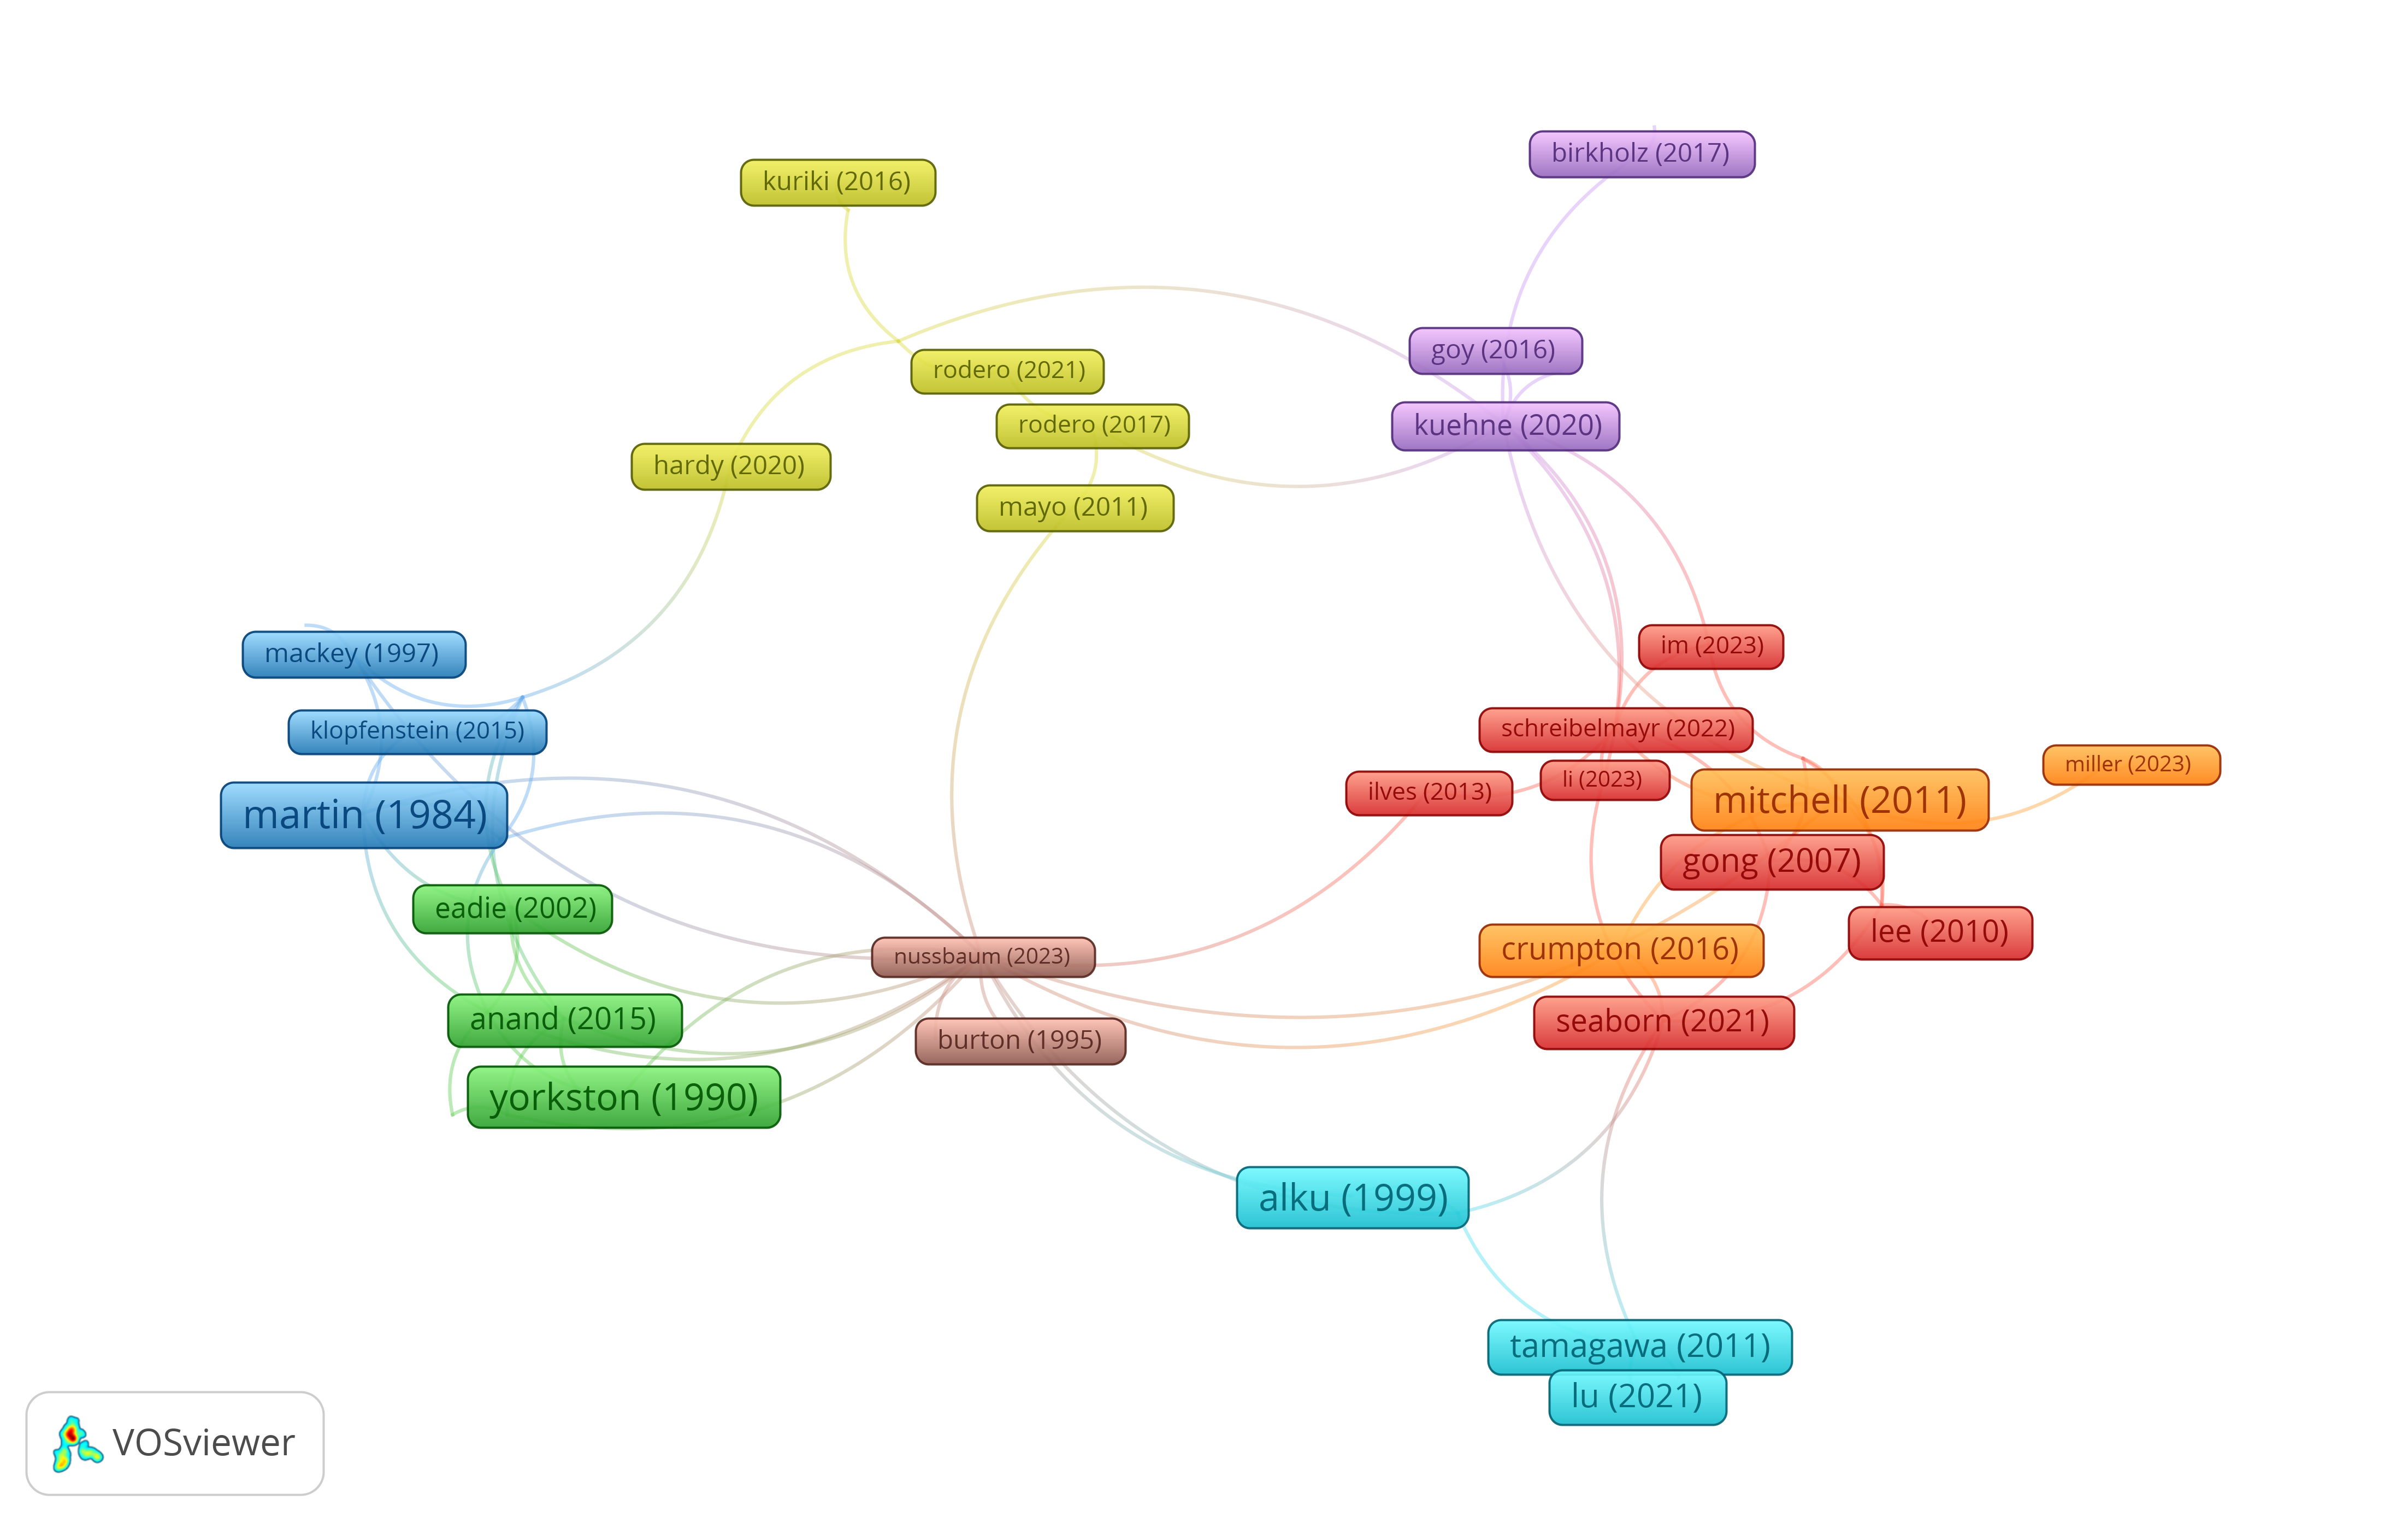 birkholz (2017)
kuriki (2016)
goy (2016)
rodero (2021)
kuehne (2020)
rodero (2017)
hardy (2020)
mayo (2011)
im (2023)
mackey (1997)
schreibelmayr (2022)
klopfenstein (2015)
miller (2023)
li (2023)
ilves (2013)
mitchell (2011)
martin (1984)
gong (2007)
eadie (2002)
lee (2010)
crumpton (2016)
nussbaum (2023)
anand (2015)
seaborn (2021)
burton (1995)
yorkston (1990)
alku (1999)
tamagawa (2011)
lu (2021)
VOSviewer